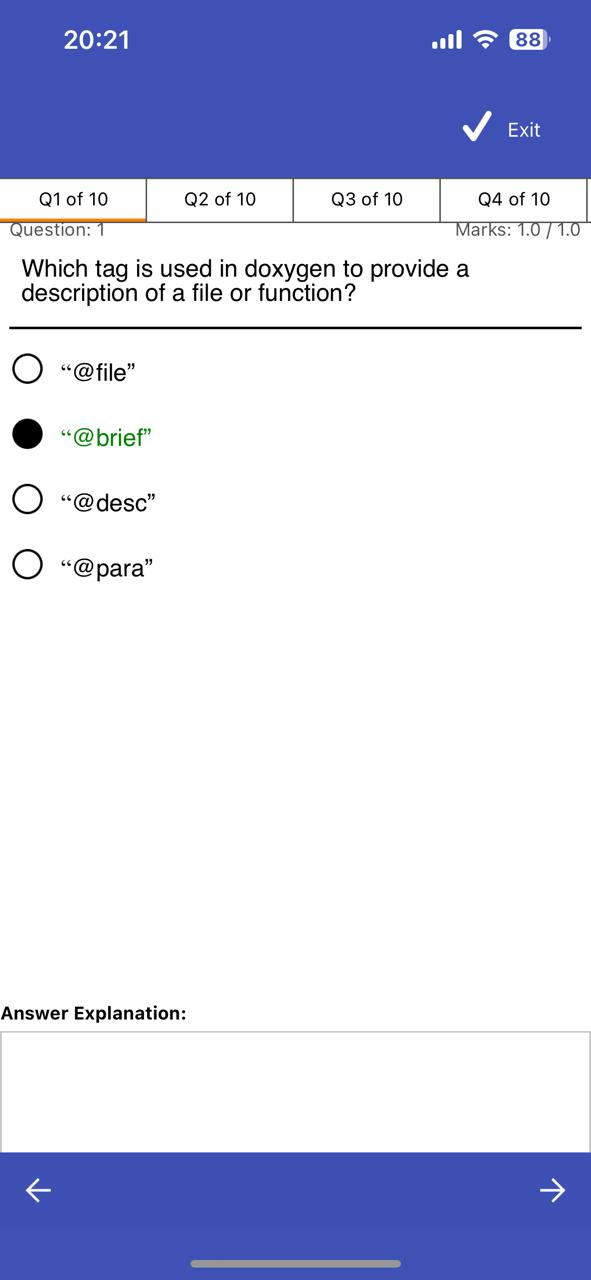 20:21
88
Exit
Q1 of 10
Q2 of 10
Q3 of 10
Q4 of 10
Question: 1
Marks: 1.0 / 1.0
Which tag is used in doxygen to provide a
description of a file or function?
“@file”
“@brief”
“@desc”
“@para”
Answer Explanation: